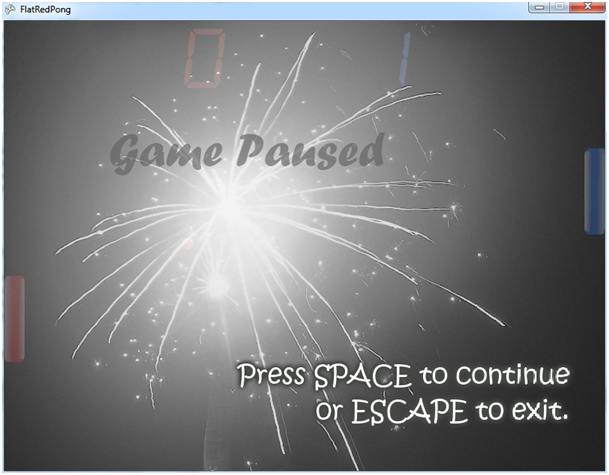 FlatRedPong
0 1
Game Paused
Press SPACE to continue
or ESCAPE to exit.